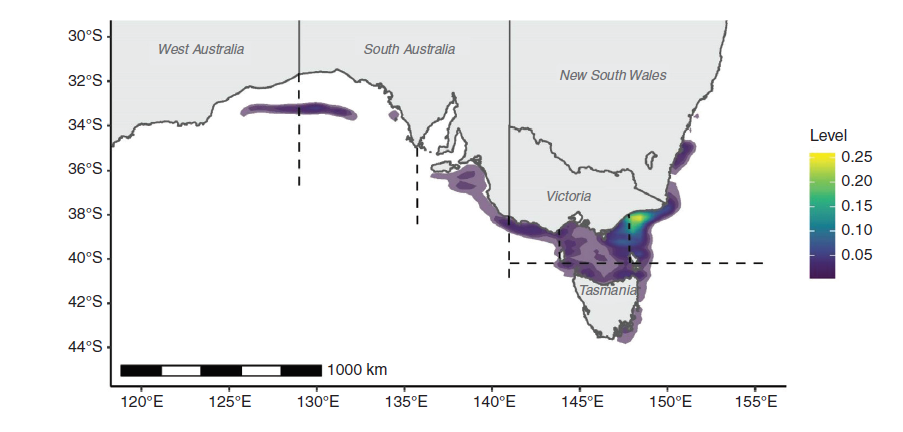 West Australia
South Australia
New South Wales
Victoria
Tasmania
30°S
32°S
34°S
36°S
38°S
40°S
42°S
44°S
1000 km
120°E
125°E
130°E
135°E
140°E
145°E
150°E
155°E
Level
0.25
0.20
0.15
0.10
0.05